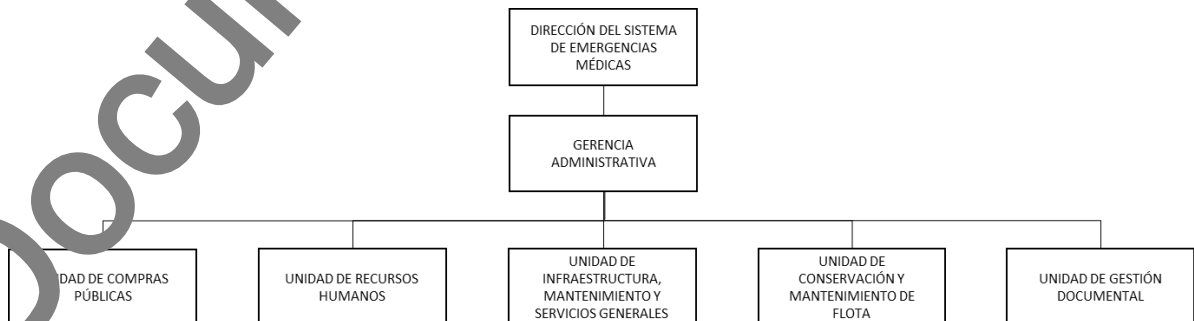 DIRECCIÓN DEL SISTEMA
DE EMERGENCIAS
MÉDICAS
GERENCIA
ADMINISTRATIVA
DAD DE COMPRAS
PÚBLICAS
UNIDAD DE RECURSOS
HUMANOS
UNIDAD DE
INFRAESTRUCTURA,
MANTENIMIENTO Y
SERVICIOS GENERALES
UNIDAD DE
CONSERVACIÓN Y
MANTENIMIENTO DE
FLOTA
UNIDAD DE GESTIÓN
DOCUMENTAL
Docu